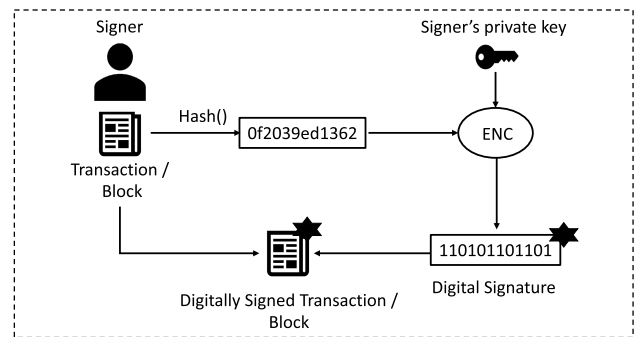 Signer
Signer’s private key
Hash()
0f2039ed1362
ENC
Transaction /
Block
110101101101
Digital Signature
Digitally Signed Transaction /
Block